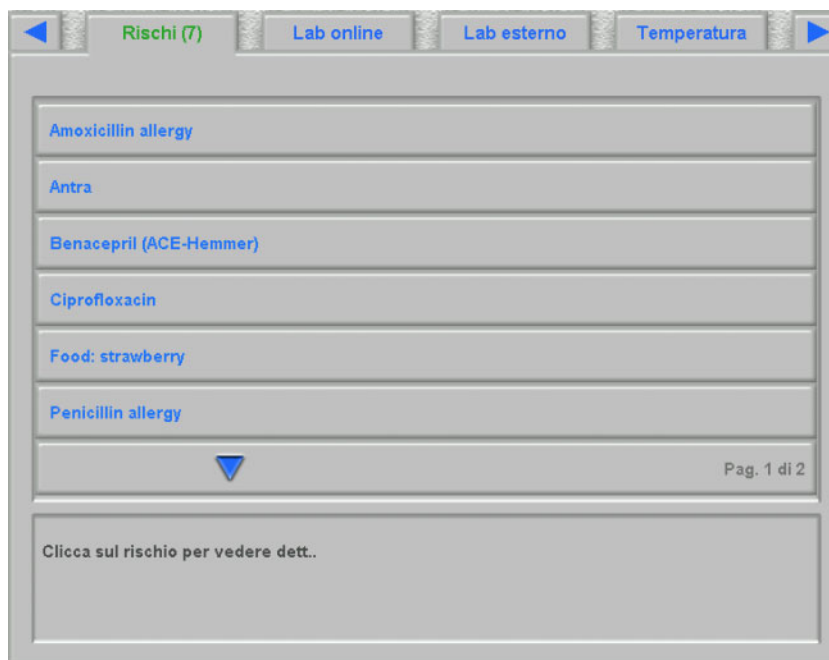 Rischi (7) Lab online Lab esterno Temperatura
Amoxicillin allergy
Antra
Benacepril (ACE-Hemmer)
Ciprofloxacin
Food: strawberry
Penicillin allergy
Pag. 1 di 2
Clicca sul rischio per vedere dett..